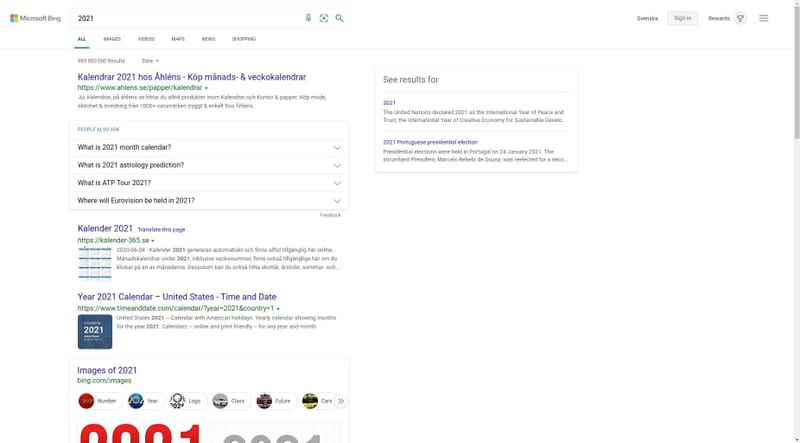 Microsoft Bing
2021
Svenska
Sign in
Rewards
ALL
IMAGES
VIDEOS
MAPS
NEWS
SHOPPING
Results
Date
Kalendrar 2021 hos Åhléns - Köp månads- & veckokalendrar
https://www.ahlens.se/papper/kalendrar
Ad Kalendrar, på åhlens.se hittar du alltid produkter inom Kalendrar och Kontor & papper. Köp mode,
skönhet & inredning från 1000+ varumärken tryggt & enkelt hos Åhlens.
PEOPLE ALSO ASK
What is 2021 month calendar?
What is 2021 astrology prediction?
What is ATP Tour 2021?
Where will Eurovision be held in 2021?
Feedback
Kalender 2021 Translate this page
https://kalender-365.se
2020-06-08 · Kalender 2021 genereras automatiskt och finns alltid tillgänglig här online.
Månadskalendrar under 2021, inklusive veckonummer, finns också tillgängliga här om du
klickar på en av månaderna. Dessutom kan du också hitta skottår, årstider, sommar- och...
Year 2021 Calendar – United States - Time and Date
https://www.timeanddate.com/calendar/?year=2021&country=1
2021
United States 2021 – Calendar with American holidays. Yearly calendar showing months
for the year 2021. Calendars – online and print friendly – for any year and month
Images of 2021
bing.com/images
Number
Year
Logo
Class
Future
Cars
2021
2021
See results for
2021
The United Nations declared 2021 as the International Year of Peace and
Trust, the International Year of Creative Economy for Sustainable Develo…
2021 Portuguese presidential election
Presidential elections were held in Portugal on 24 January 2021. The
incumbent President, Marcelo Rebelo de Sousa, was reelected for a seco…